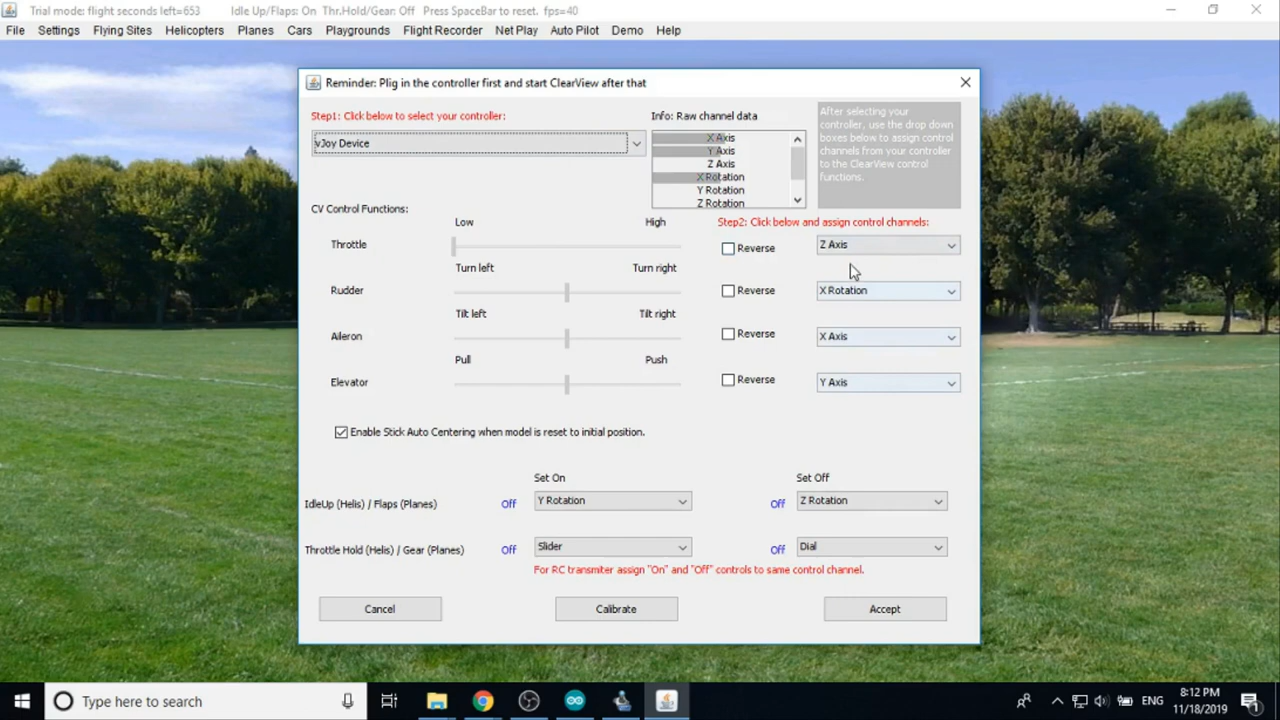 Trial mode: flight seconds left=653 Idle Up/Flaps: On Thr.Hold/Gear: Off Press SpaceBar to reset. fps=40
File Settings Flying Sites Helicopters Planes Cars Playgrounds Flight Recorder Net Play Auto Pilot Demo Help
Reminder: Plig in the controller first and start ClearView after that
Step1: Click below to select your controller:
vJoy Device
Info: Raw channel data
X Axis
Y Axis
Z Axis
X Rotation
Y Rotation
Z Rotation
After selecting your
controller, use the drop down
boxes below to assign control
channels from your controller
to the ClearView control
functions.
CV Control Functions:
Step2: Click below and assign control channels:
Low High
Throttle Reverse Z Axis
Turn left Turn right
Rudder Reverse X Rotation
Tilt left Tilt right
Aileron Reverse X Axis
Pull Push
Elevator Reverse Y Axis
Enable Stick Auto Centering when model is reset to initial position.
Set On Set Off
IdleUp (Helis) / Flaps (Planes) Off Y Rotation Off Z Rotation
Throttle Hold (Helis) / Gear (Planes) Off Slider Off Dial
For RC transmiter assign "On" and "Off" controls to same control channel.
Cancel Calibrate Accept
Type here to search
ENG
8:12 PM
11/18/2019
1